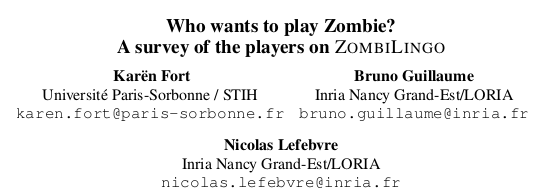 Who wants to play Zombie?
A survey of the players on ZOMBILINGO
Karën Fort
Université Paris-Sorbonne / STIH
karen.fort@paris-sorbonne.fr
Bruno Guillaume
Inria Nancy Grand-Est/LORIA
bruno.guillaume@inria.fr
Nicolas Lefebvre
Inria Nancy Grand-Est/LORIA
nicolas.lefebvre@inria.fr